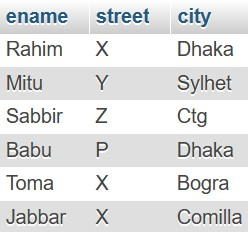 ename street city
Rahim X Dhaka
Mitu Y Sylhet
Sabbir Z Ctg
Babu P Dhaka
Toma X Bogra
Jabbar X Comilla